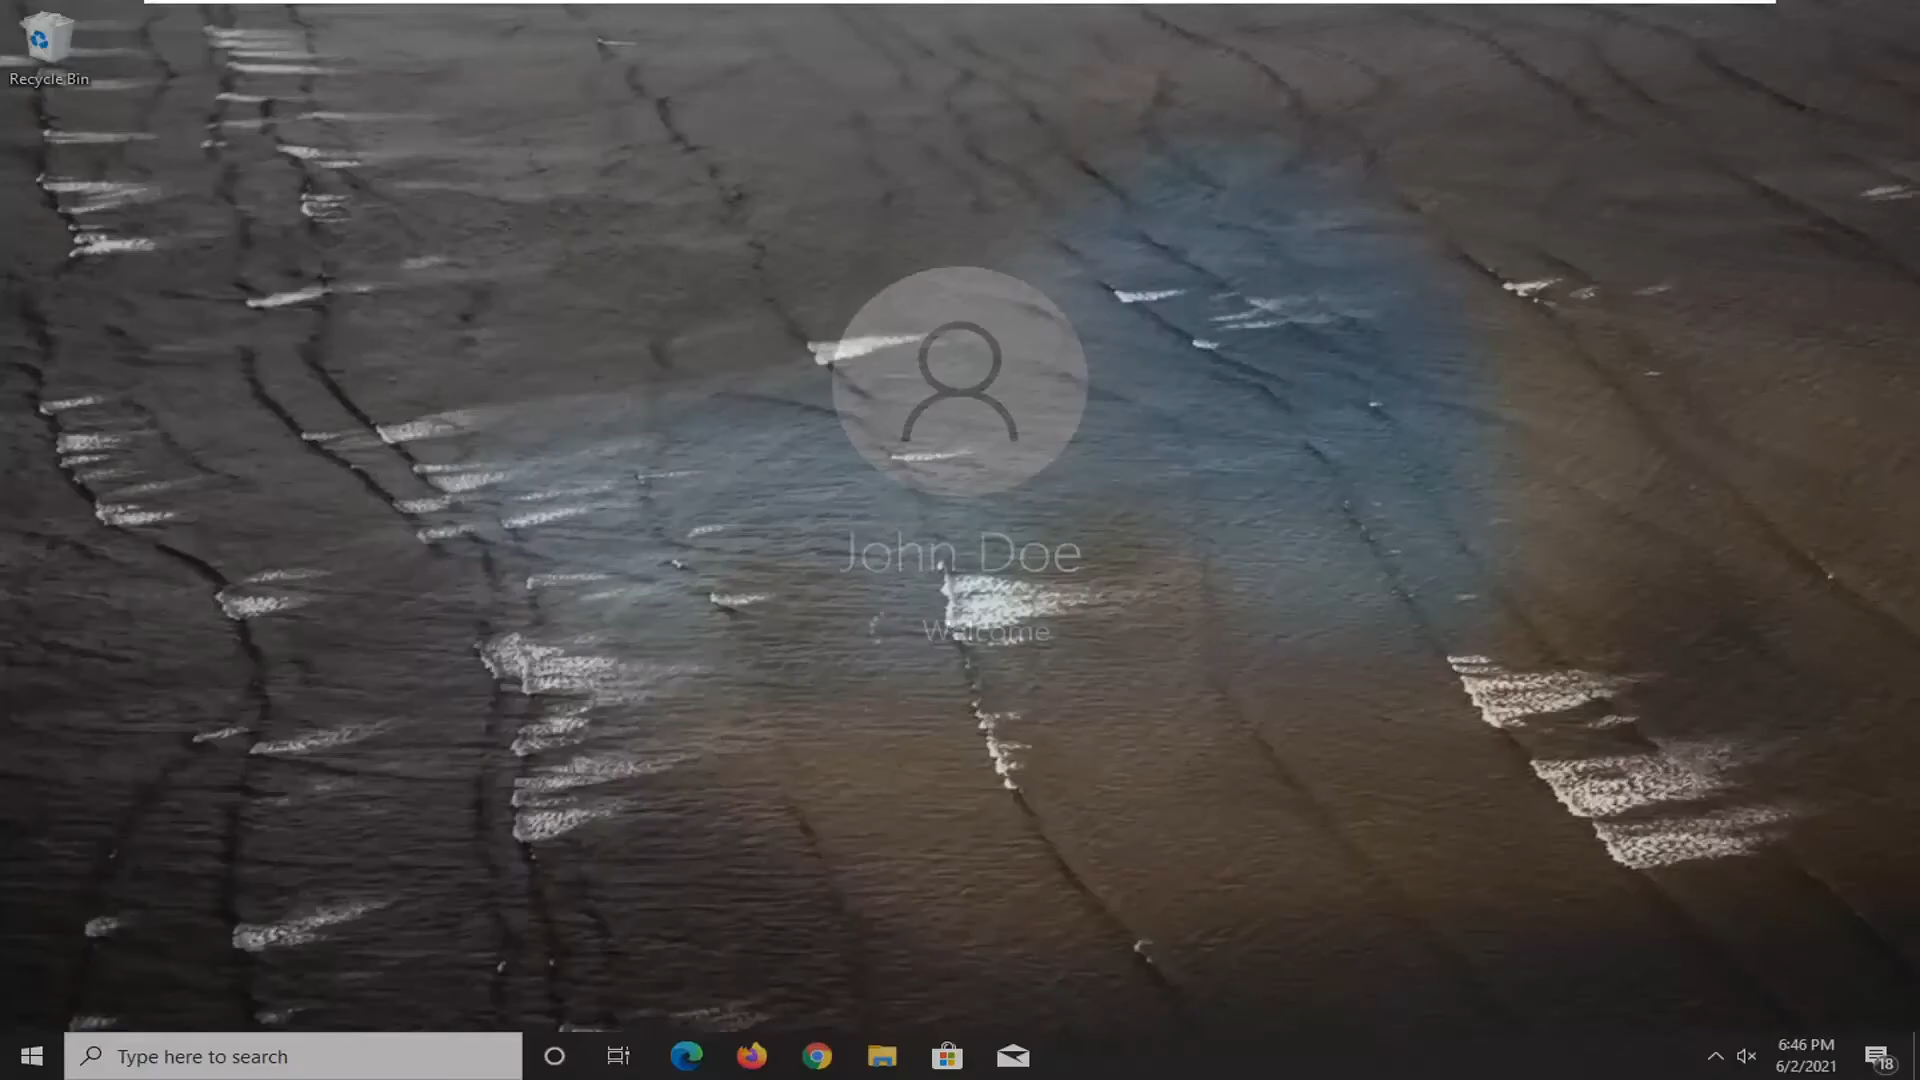 Recycle Bin
John Doe
Welcome
Type here to search
6:46 PM
6/2/2021
18